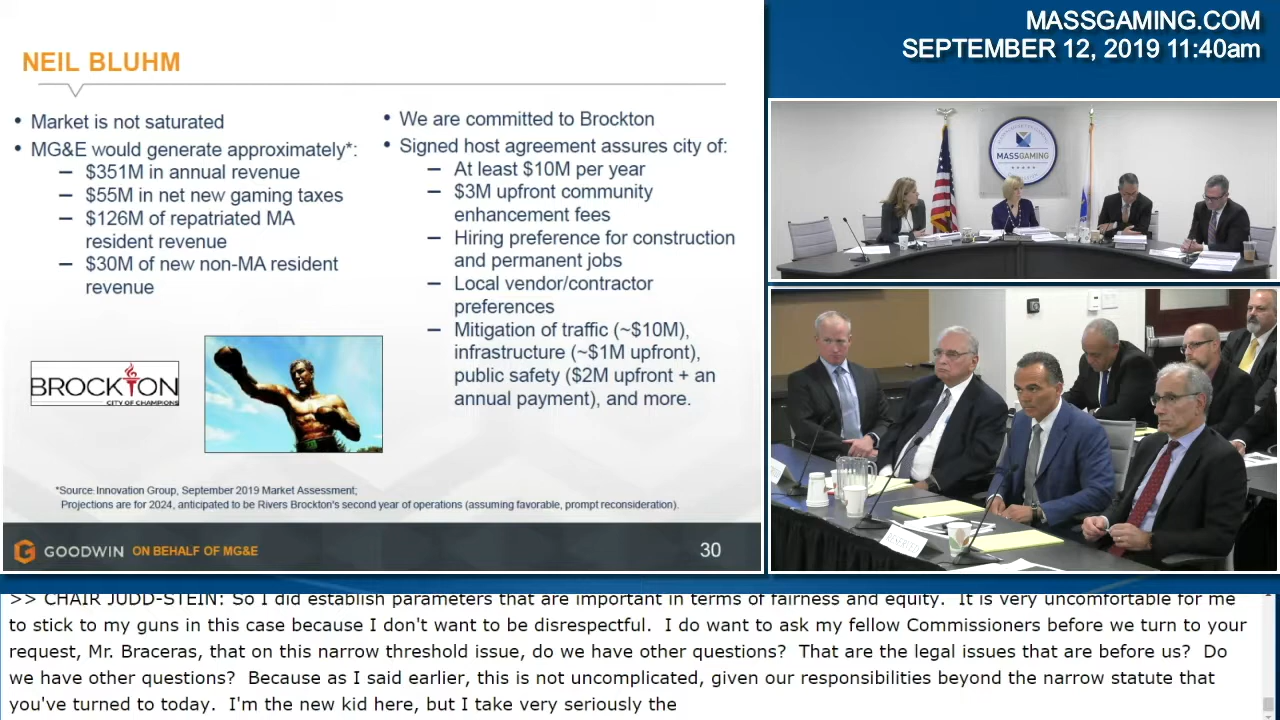 MASSGAMING.COM
SEPTEMBER 12, 2019 11:40am
NEIL BLUHM
• Market is not saturated
• MG&E would generate approximately*:
– $351M in annual revenue
– $55M in net new gaming taxes
– $126M of repatriated MA
resident revenue
– $30M of new non-MA resident
revenue
• We are committed to Brockton
• Signed host agreement assures city of:
– At least $10M per year
– $3M upfront community
enhancement fees
– Hiring preference for construction
and permanent jobs
– Local vendor/contractor
preferences
– Mitigation of traffic (~$10M),
infrastructure (~$1M upfront),
public safety ($2M upfront + an
annual payment), and more.
BROCKTON
CITY OF CHAMPIONS
*Source: Innovation Group, September 2019 Market Assessment;
Projections are for 2024, anticipated to be Rivers Brockton's second year of operations (assuming favorable, prompt reconsideration).
GOODWIN ON BEHALF OF MG&E
30
MASSGAMING
RESERVED
>> CHAIR JUDD-STEIN: So I did establish parameters that are important in terms of fairness and equity. It is very uncomfortable for me
to stick to my guns in this case because I don't want to be disrespectful. I do want to ask my fellow Commissioners before we turn to your
request, Mr. Braceras, that on this narrow threshold issue, do we have other questions? That are the legal issues that are before us? Do
we have other questions? Because as I said earlier, this is not uncomplicated, given our responsibilities beyond the narrow statute that
you've turned to today. I'm the new kid here, but I take very seriously the